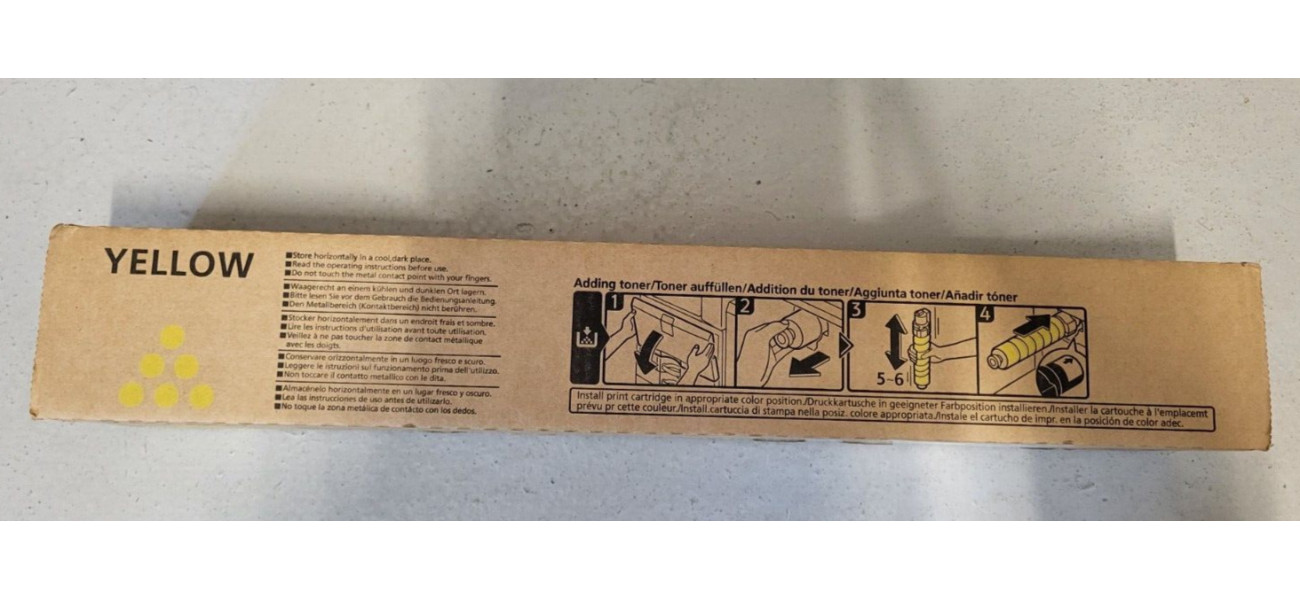 YELLOW
■Store horizontally in a cool,dark place.
■Read the operating instructions before use.
■Do not touch the metal contact point with your fingers.
■Waagerecht an einem kühlen und dunklen Ort lagern.
■Bitte lesen Sie vor dem Gebrauch die Bedienungsanleitung.
■Den Metallbereich (Kontaktbereich) nicht berühren.
■Stocker horizontalement dans un endroit frais et sombre.
■Lire les instructions d'utilisation avant toute utilisation.
■Veillez à ne pas toucher la zone de contact métallique
avec les doigts.
■Conservare orizzontalmente in un luogo fresco e scuro.
■Leggere le istruzioni sul funzionamento prima dell'utilizzo.
■Non toccare il contatto metallico con le dita.
■Almacénelo horizontalmente en un lugar fresco y oscuro.
■Lea las instrucciones de uso antes de utilizarlo.
■No toque la zona metálica de contacto con los dedos.
Adding toner/Toner auffüllen/Addition du toner/Aggiunta toner/Añadir tóner
1
2
3
4
5~6
Install print cartridge in appropriate color position./Druckkartusche in geeigneter Farbposition installieren./Installer la cartouche à l'emplacemt
prévu pr cette couleur./Install.cartuccia di stampa nella posiz. colore appropriata./Instale el cartucho de impr. en la posición de color adec.